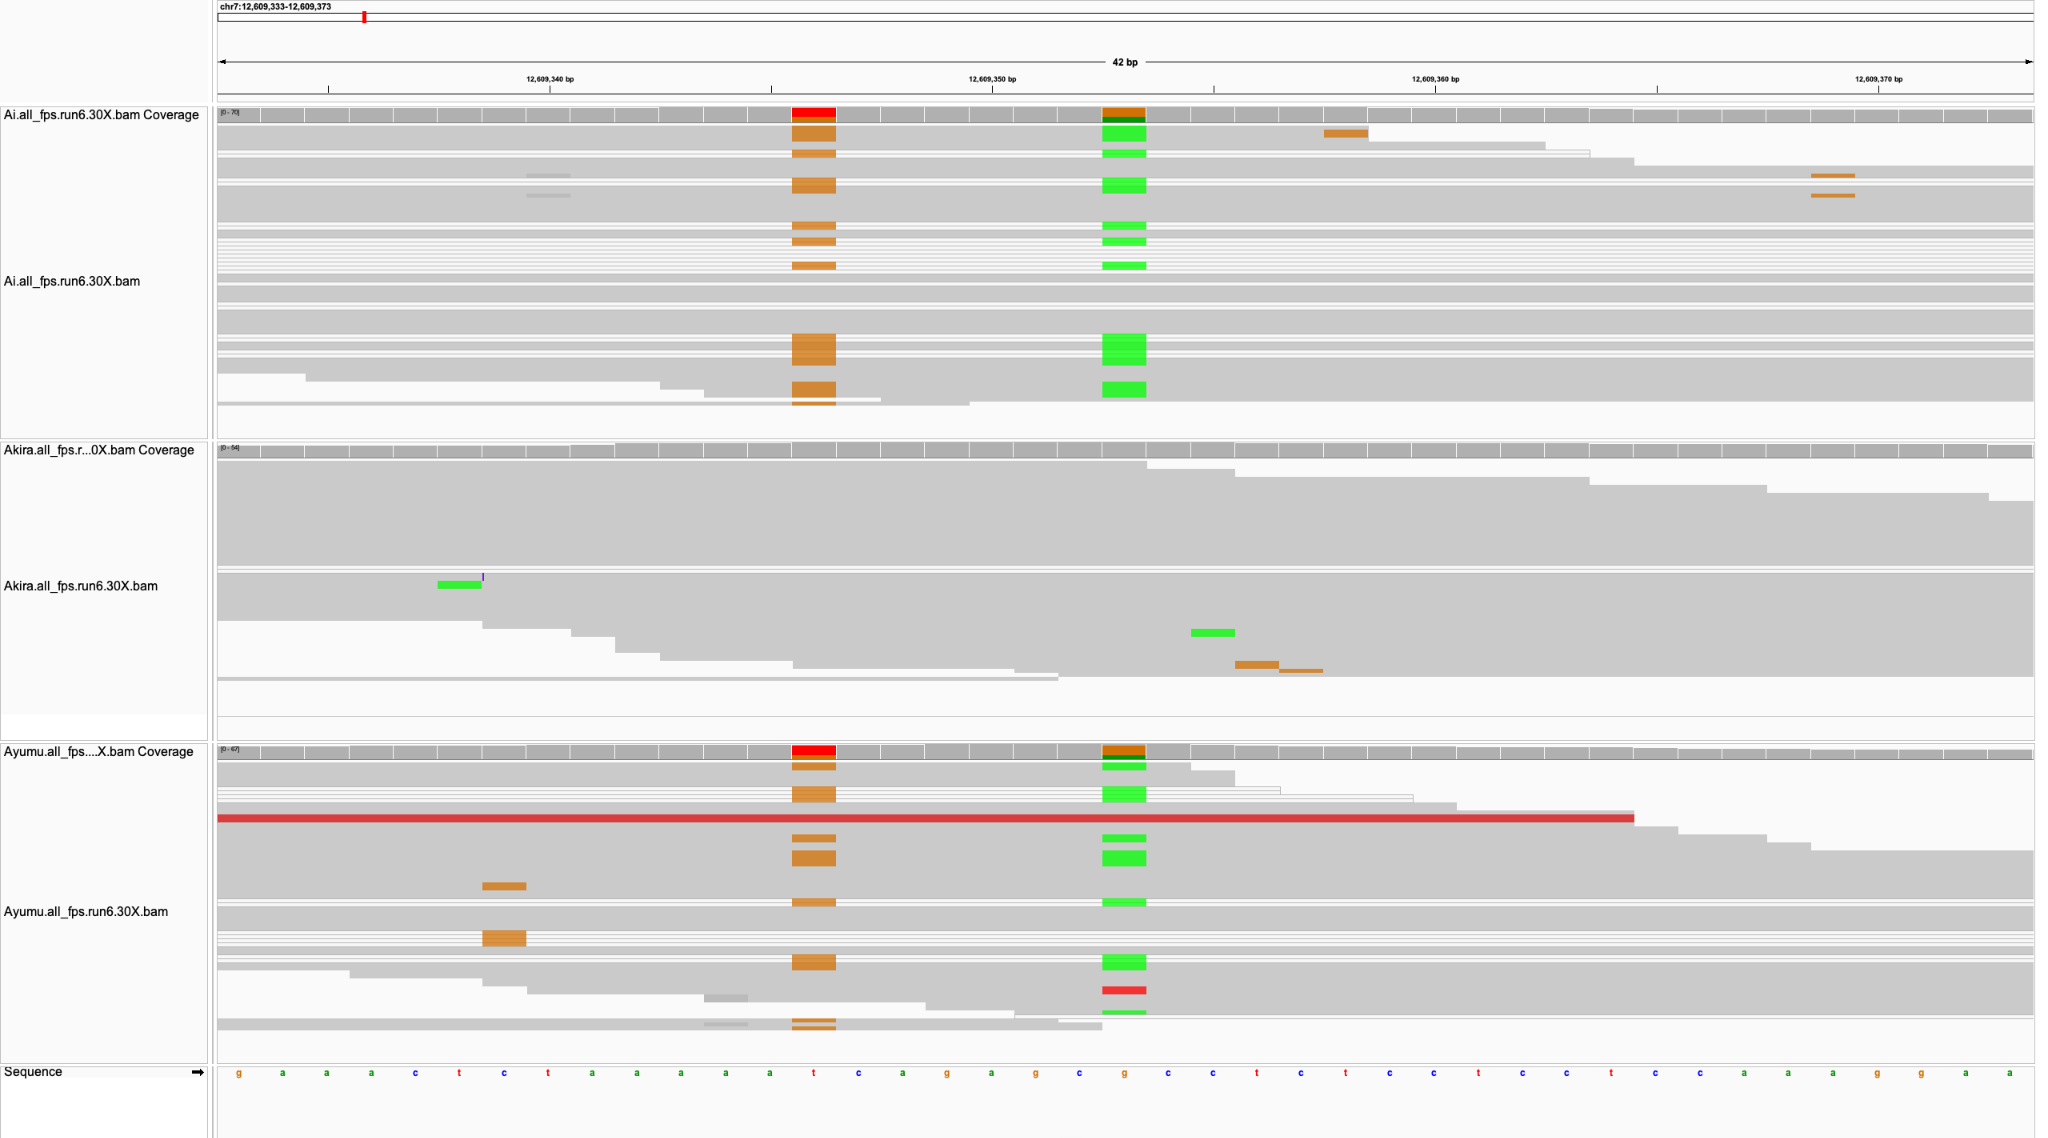 chr7:12,609,333-12,609,373
42 bp
12,609,340 bp 12,609,350 bp 12,609,360 bp 12,609,370 bp
Ai.all_fps.run6.30X.bam Coverage
[0 - 70]
Ai.all_fps.run6.30X.bam
Akira.all_fps.r...0X.bam Coverage
[0 - 54]
Akira.all_fps.run6.30X.bam
Ayumu.all_fps....X.bam Coverage
[0 - 67]
Ayumu.all_fps.run6.30X.bam
Sequence g a a a c t c t a a a a a t c a g a g c g c c t c t c c t c c t c c a a a g g a a